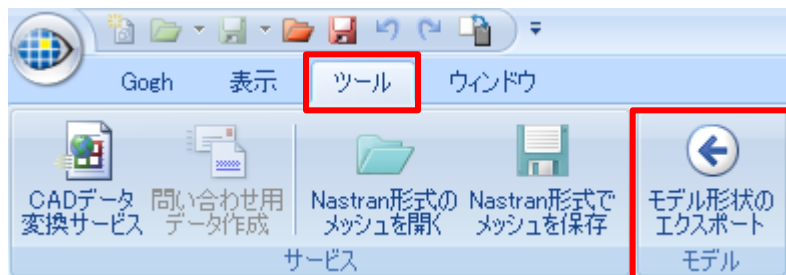 Gogh 表示 ツール ウィンドウ
CADデータ
変換サービス
問い合わせ用
データ作成
Nastran形式の
メッシュを開く
Nastran形式で
メッシュを保存
モデル形状の
エクスポート
サービス
モデル